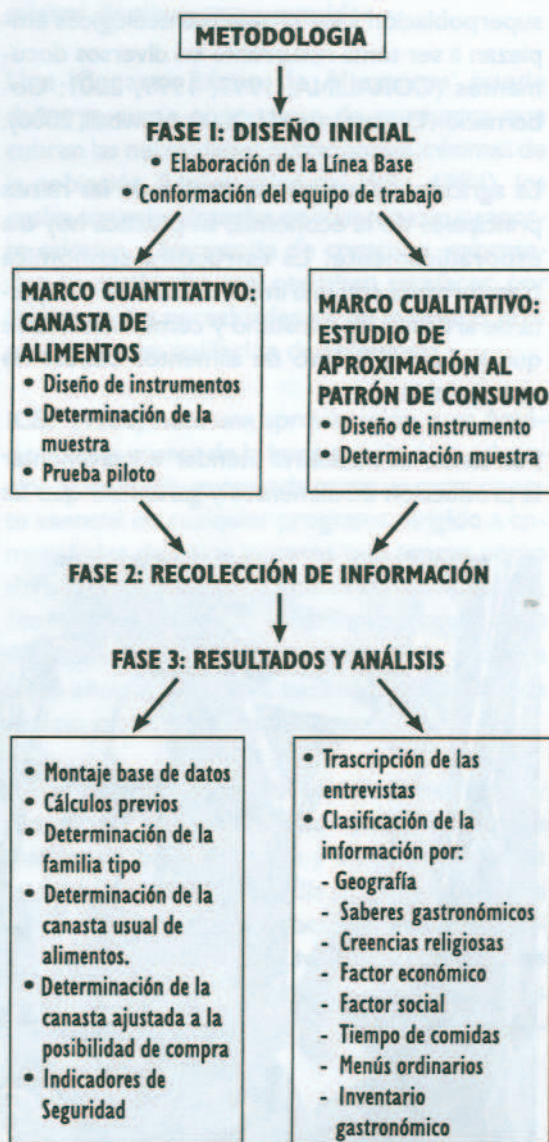 METODOLOGIA
FASE I: DISEÑO INICIAL
• Elaboración de la Línea Base
• Conformación del equipo de trabajo
MARCO CUANTITATIVO:
CANASTA DE
ALIMENTOS
• Diseño de instrumentos
• Determinación de la
muestra
• Prueba piloto
MARCO CUALITATIVO:
ESTUDIO DE
APROXIMACIÓN AL
PATRÓN DE CONSUMO
• Diseño de instrumento
• Determinación muestra
FASE 2: RECOLECCIÓN DE INFORMACIÓN
FASE 3: RESULTADOS Y ANÁLISIS
• Montaje base de datos
• Cálculos previos
• Determinación de la
familia tipo
• Determinación de la
canasta usual de
alimentos.
• Determinación de la
canasta ajustada a la
posibilidad de compra
• Indicadores de
Seguridad
• Trascripción de las
entrevistas
• Clasificación de la
información por:
- Geografía
- Saberes gastronómicos
- Creencias religiosas
- Factor económico
- Factor social
- Tiempo de comidas
- Menús ordinarios
- Inventario
gastronómico